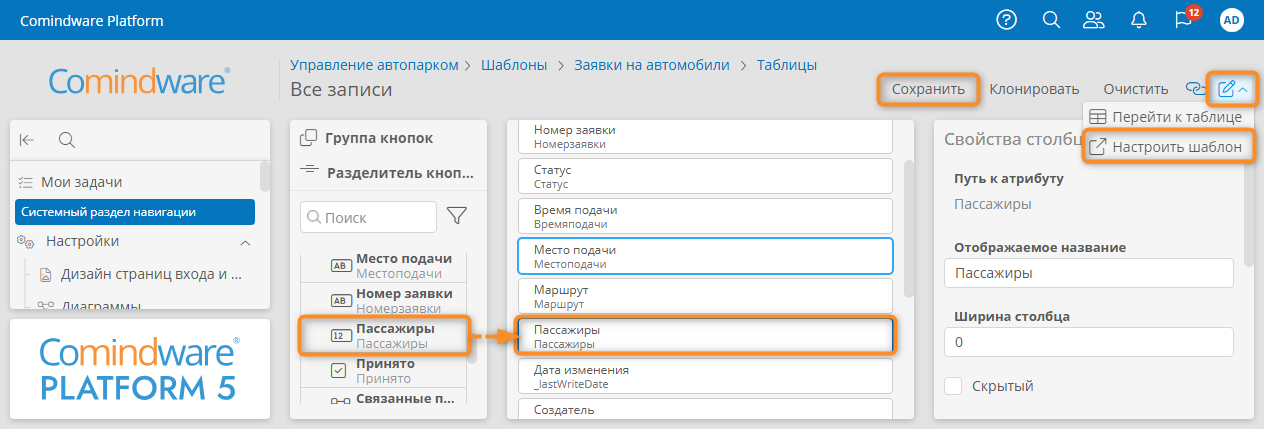 Comindware Platform
12
AD
Comindware®
Управление автопарком > Шаблоны > Заявки на автомобили > Таблицы
Все записи
Сохранить
Клонировать
Очистить
Перейти к таблице
Настроить шаблон
Мои задачи
Системный раздел навигации
Настройки
Дизайн страниц входа и ...
Диаграммы
Comindware®
PLATFORM 5
Группа кнопок
Разделитель кноп...
Поиск
AB Место подачи
Местоподачи
AB Номер заявки
Номерзаявки
12 Пассажиры
Пассажиры
Принято
Принято
Связанные п...
Номер заявки
Номерзаявки
Статус
Статус
Время подачи
Времяподачи
Место подачи
Местоподачи
Маршрут
Маршрут
Пассажиры
Пассажиры
Дата изменения
_lastWriteDate
Создатель
Свойства столбц
Путь к атрибуту
Пассажиры
Отображаемое название
Пассажиры
Ширина столбца
0
Скрытый